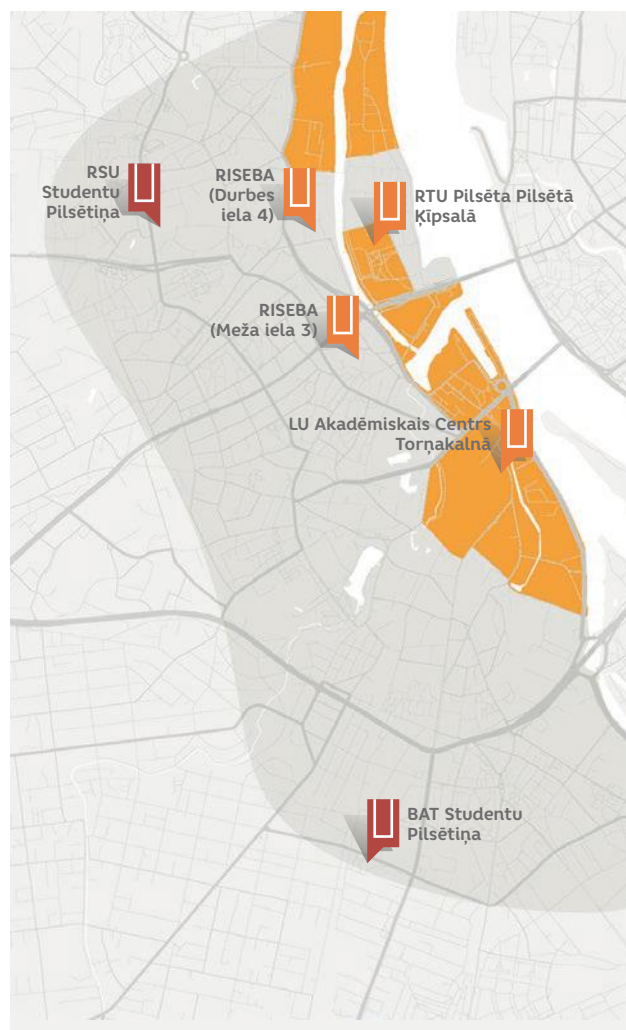 RSU
Studentu
Pilsētiņa
RISEBA
(Durbes
iela 4)
RTU Pilsēta Pilsētā
Ķīpsalā
RISEBA
(Meža iela 3)
LU Akadēmiskais Centrs
Torņakalnā
BAT Studentu
Pilsētiņa